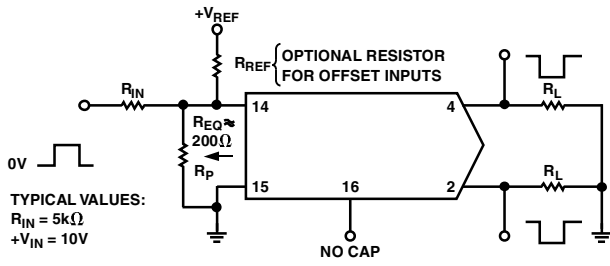 +VREF
RREF
OPTIONAL RESISTOR
FOR OFFSET INPUTS
RIN
14
4
RL
REQ ≈
200Ω
0V
RP
15
16
2
RL
TYPICAL VALUES:
RIN = 5kΩ
+VIN = 10V
NO CAP